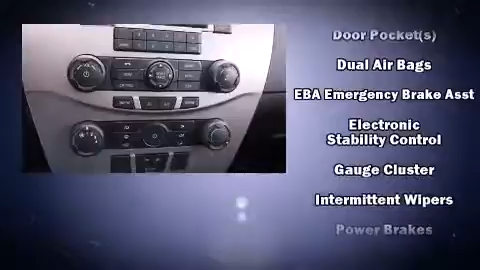 Door Pocket(s)
Dual Air Bags
EBA Emergency Brake Asst
Electronic
Stability Control
Gauge Cluster
Intermittent Wipers
Power Brakes